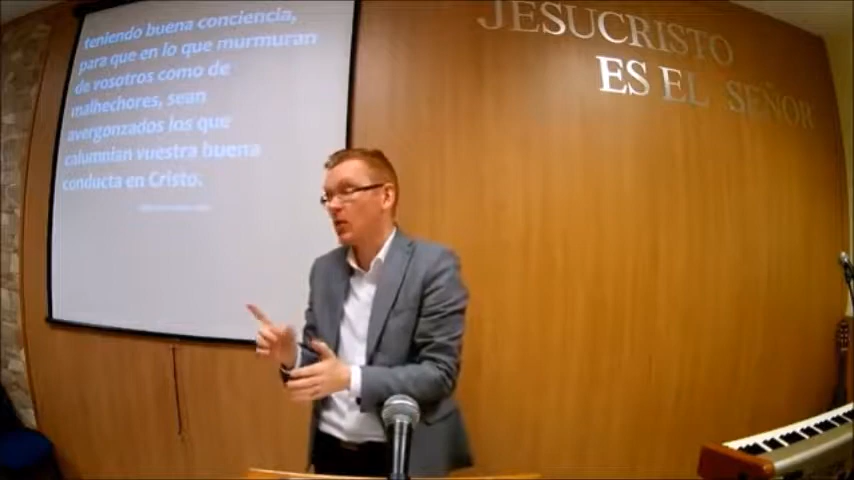 teniendo buena conciencia,
para que en lo que murmuran
de vosotros como de
malhechores, sean
avergonzados los que
calumnian vuestra buena
conducta en Cristo.
JESUCRISTO
ES EL SEÑOR